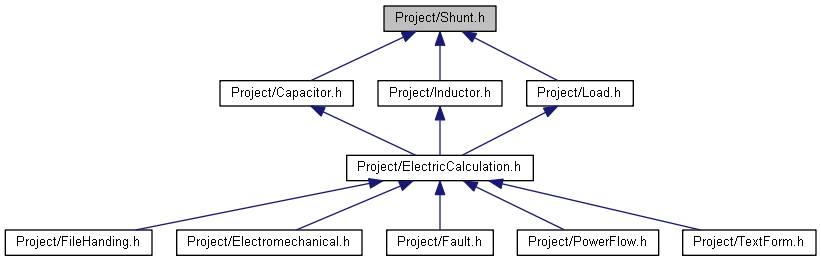 Project/Shunt.h
Project/Capacitor.h
Project/Inductor.h
Project/Load.h
Project/ElectricCalculation.h
Project/FileHanding.h
Project/Electromechanical.h
Project/Fault.h
Project/PowerFlow.h
Project/TextForm.h